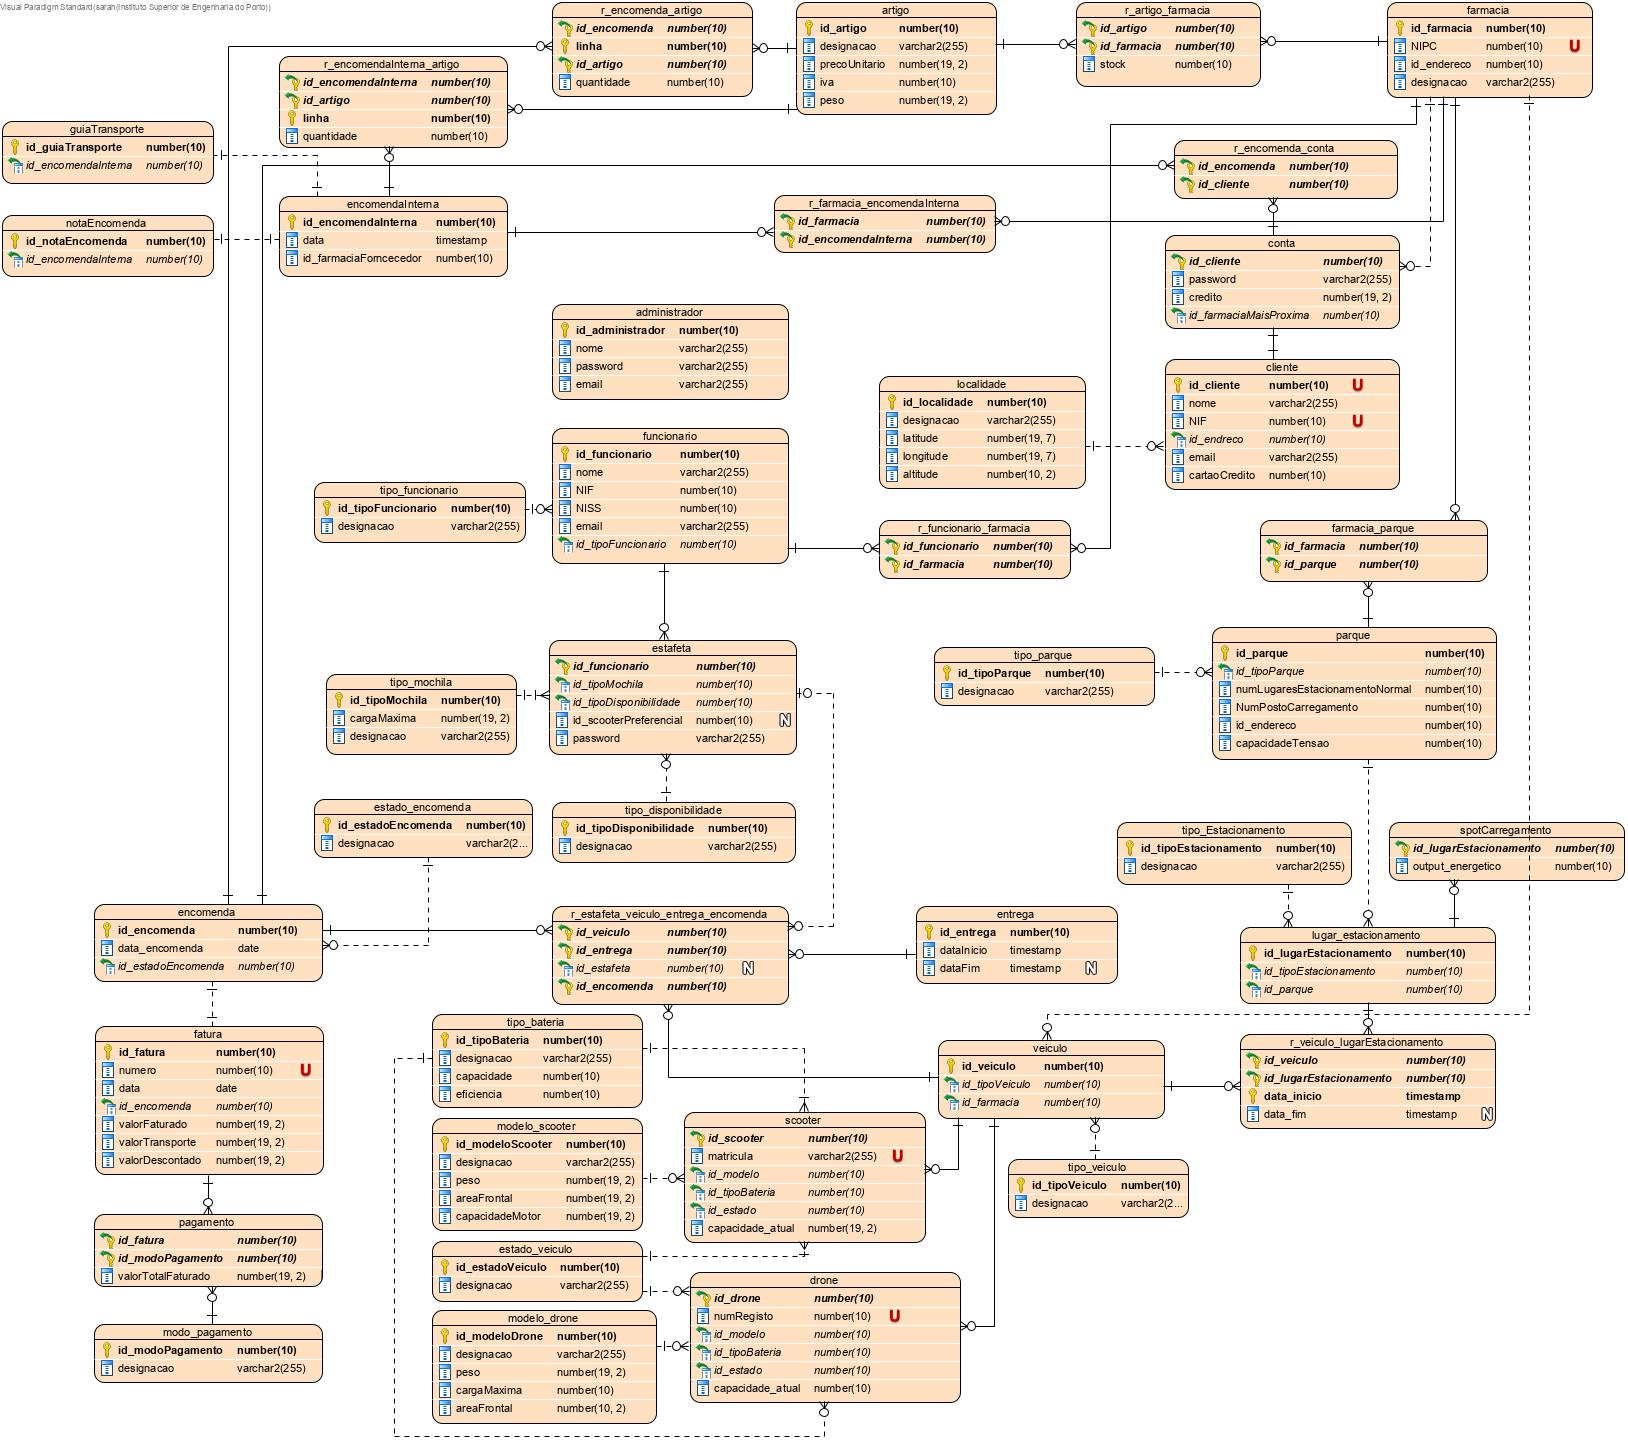 Visual Paradigm Standard(sarah(Instituto Superior de Engenharia do Porto))
r_encomenda_artigo
id_encomenda number(10)
linha number(10)
id_artigo number(10)
quantidade number(10)
artigo
id_artigo number(10)
designacao varchar2(255)
precoUnitario number(19, 2)
iva number(10)
peso number(19, 2)
r_artigo_farmacia
id_artigo number(10)
id_farmacia number(10)
stock number(10)
farmacia
id_farmacia number(10)
NIPC number(10) U
id_endereco number(10)
designacao varchar2(255)
r_encomendaInterna_artigo
id_encomendaInterna number(10)
id_artigo number(10)
linha number(10)
quantidade number(10)
guiaTransporte
id_guiaTransporte number(10)
id_encomendaInterna number(10)
r_encomenda_conta
id_encomenda number(10)
id_cliente number(10)
notaEncomenda
id_notaEncomenda number(10)
id_encomendaInterna number(10)
encomendaInterna
id_encomendaInterna number(10)
data timestamp
id_farmaciaForncecedor number(10)
r_farmacia_encomendaInterna
id_farmacia number(10)
id_encomendaInterna number(10)
conta
id_cliente number(10)
password varchar2(255)
credito number(19, 2)
id_farmaciaMaisProxima number(10)
administrador
id_administrador number(10)
nome varchar2(255)
password varchar2(255)
email varchar2(255)
cliente
id_cliente number(10) U
nome varchar2(255)
NIF number(10) U
id_endreco number(10)
email varchar2(255)
cartaoCredito number(10)
localidade
id_localidade number(10)
designacao varchar2(255)
latitude number(19, 7)
longitude number(19, 7)
altitude number(10, 2)
funcionario
id_funcionario number(10)
nome varchar2(255)
NIF number(10)
NISS number(10)
email varchar2(255)
id_tipoFuncionario number(10)
tipo_funcionario
id_tipoFuncionario number(10)
designacao varchar2(255)
r_funcionario_farmacia
id_funcionario number(10)
id_farmacia number(10)
farmacia_parque
id_farmacia number(10)
id_parque number(10)
estafeta
id_funcionario number(10)
id_tipoMochila number(10)
id_tipoDisponibilidade number(10)
id_scooterPreferencial number(10) N
password varchar2(255)
tipo_mochila
id_tipoMochila number(10)
cargaMaxima number(19, 2)
designacao varchar2(255)
tipo_parque
id_tipoParque number(10)
designacao varchar2(255)
parque
id_parque number(10)
id_tipoParque number(10)
numLugaresEstacionamentoNormal number(10)
NumPostoCarregamento number(10)
id_endereco number(10)
capacidadeTensao number(10)
estado_encomenda
id_estadoEncomenda number(10)
designacao varchar2(2...
tipo_disponibilidade
id_tipoDisponibilidade number(10)
designacao varchar2(255)
tipo_Estacionamento
id_tipoEstacionamento number(10)
designacao varchar2(255)
spotCarregamento
id_lugarEstacionamento number(10)
output_energetico number(10)
encomenda
id_encomenda number(10)
data_encomenda date
id_estadoEncomenda number(10)
r_estafeta_veiculo_entrega_encomenda
id_veiculo number(10)
id_entrega number(10)
id_estafeta number(10) N
id_encomenda number(10)
entrega
id_entrega number(10)
dataInicio timestamp
dataFim timestamp N
lugar_estacionamento
id_lugarEstacionamento number(10)
id_tipoEstacionamento number(10)
id_parque number(10)
fatura
id_fatura number(10)
numero number(10) U
data date
id_encomenda number(10)
valorFaturado number(19, 2)
valorTransporte number(19, 2)
valorDescontado number(19, 2)
tipo_bateria
id_tipoBateria number(10)
designacao varchar2(255)
capacidade number(10)
eficiencia number(10)
veiculo
id_veiculo number(10)
id_tipoVeiculo number(10)
id_farmacia number(10)
r_veiculo_lugarEstacionamento
id_veiculo number(10)
id_lugarEstacionamento number(10)
data_inicio timestamp
data_fim timestamp N
modelo_scooter
id_modeloScooter number(10)
designacao varchar2(255)
peso number(19, 2)
areaFrontal number(19, 2)
capacidadeMotor number(19, 2)
scooter
id_scooter number(10)
matricula varchar2(255) U
id_modelo number(10)
id_tipoBateria number(10)
id_estado number(10)
capacidade_atual number(19, 2)
tipo_veiculo
id_tipoVeiculo number(10)
designacao varchar2(2...
pagamento
id_fatura number(10)
id_modoPagamento number(10)
valorTotalFaturado number(19, 2)
estado_veiculo
id_estadoVeiculo number(10)
designacao varchar2(255)
drone
id_drone number(10)
numRegisto number(10) U
id_modelo number(10)
id_tipoBateria number(10)
id_estado number(10)
capacidade_atual number(10)
modelo_drone
id_modeloDrone number(10)
designacao varchar2(255)
peso number(19, 2)
cargaMaxima number(10)
areaFrontal number(10, 2)
modo_pagamento
id_modoPagamento number(10)
designacao varchar2(255)